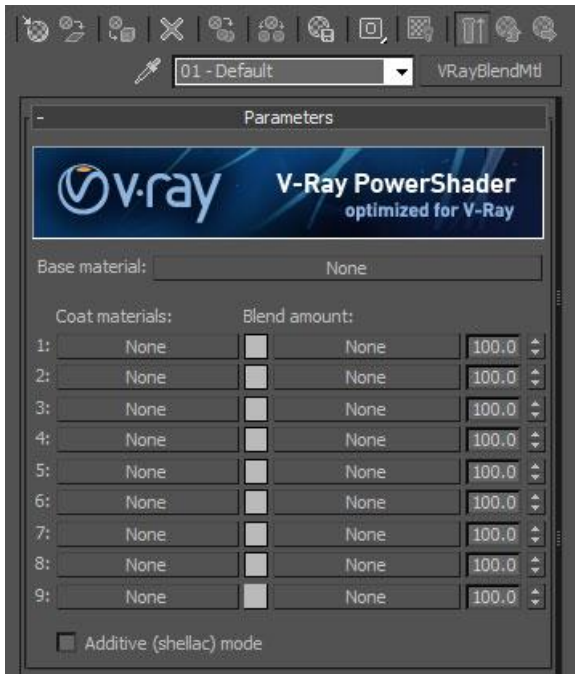 01 - Default VRayBlendMtl
- Parameters
v·ray V-Ray PowerShader
optimized for V-Ray
Base material: None
Coat materials: Blend amount:
1: None None 100.0
2: None None 100.0
3: None None 100.0
4: None None 100.0
5: None None 100.0
6: None None 100.0
7: None None 100.0
8: None None 100.0
9: None None 100.0
Additive (shellac) mode